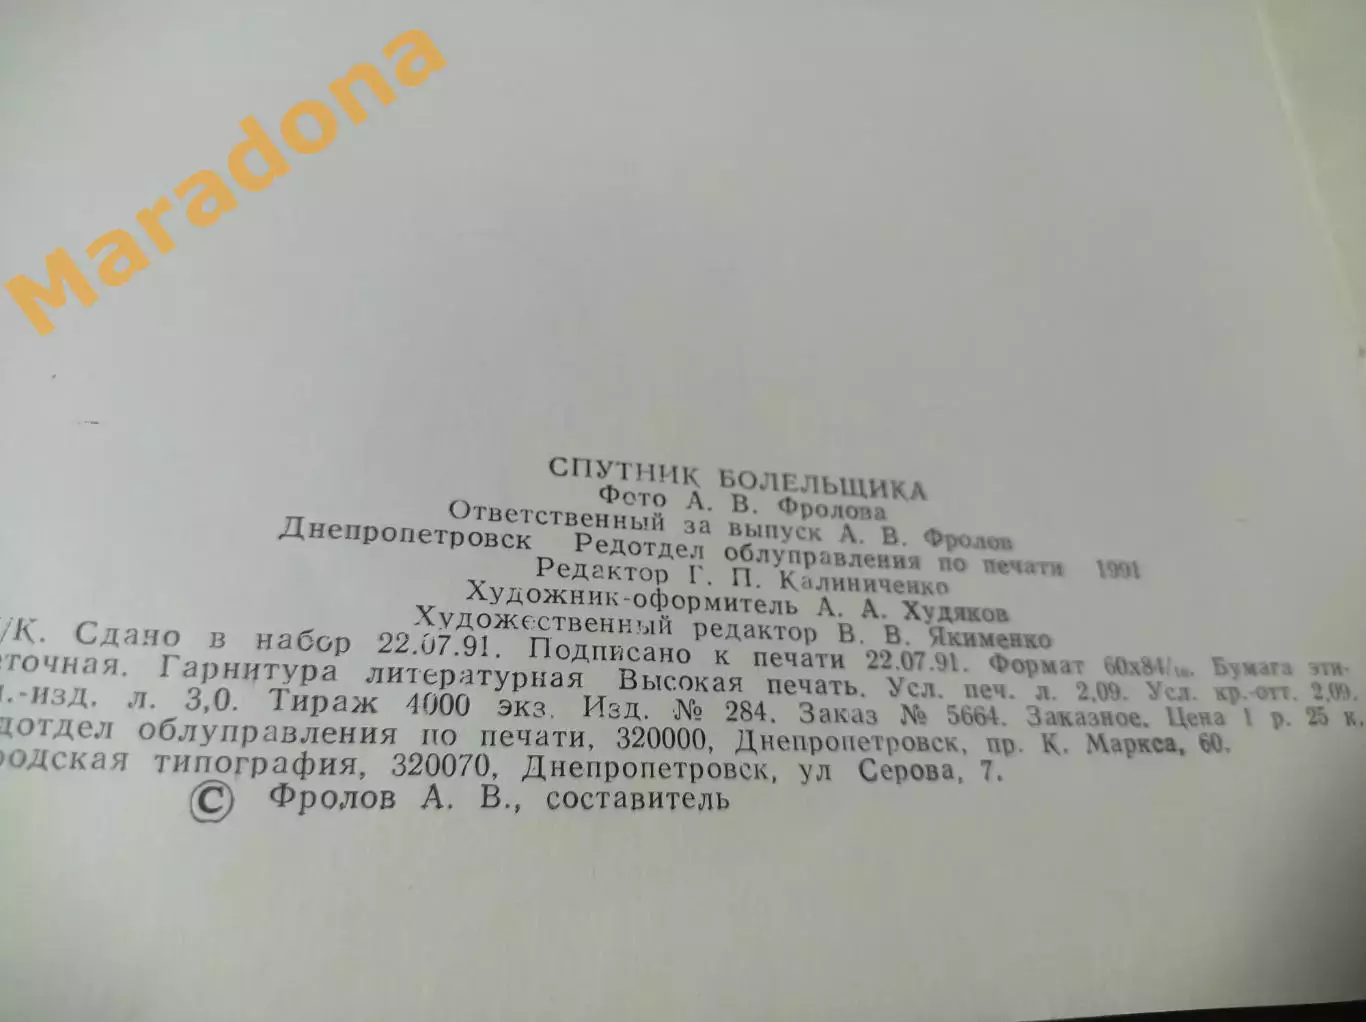 Maradona
СПУТНИК БОЛЕЛЬЩИКА
Фото А. В. Фролова
Ответственный за выпуск А. В. Фролов
Днепропетровск Редотдел облуправления по печати 1991
Редактор Г. П. Калиниченко
Художник-оформитель А. А. Худяков
Художественный редактор В. В. Якименко
/К. Сдано в набор 22.07.91. Подписано к печати 22.07.91. Формат 60х84/16. Бумага эти-
еточная. Гарнитура литературная Высокая печать. Усл. печ. л. 2,09. Усл. кр.-отт. 2,09.
.-изд. л. 3,0. Тираж 4000 экз. Изд. № 284. Заказ № 5664. Заказное. Цена 1 р. 25 к.
дотдел облуправления по печати, 320000, Днепропетровск, пр. К. Маркса, 60.
родская типография, 320070, Днепропетровск, ул Серова, 7.
© Фролов А. В., составитель